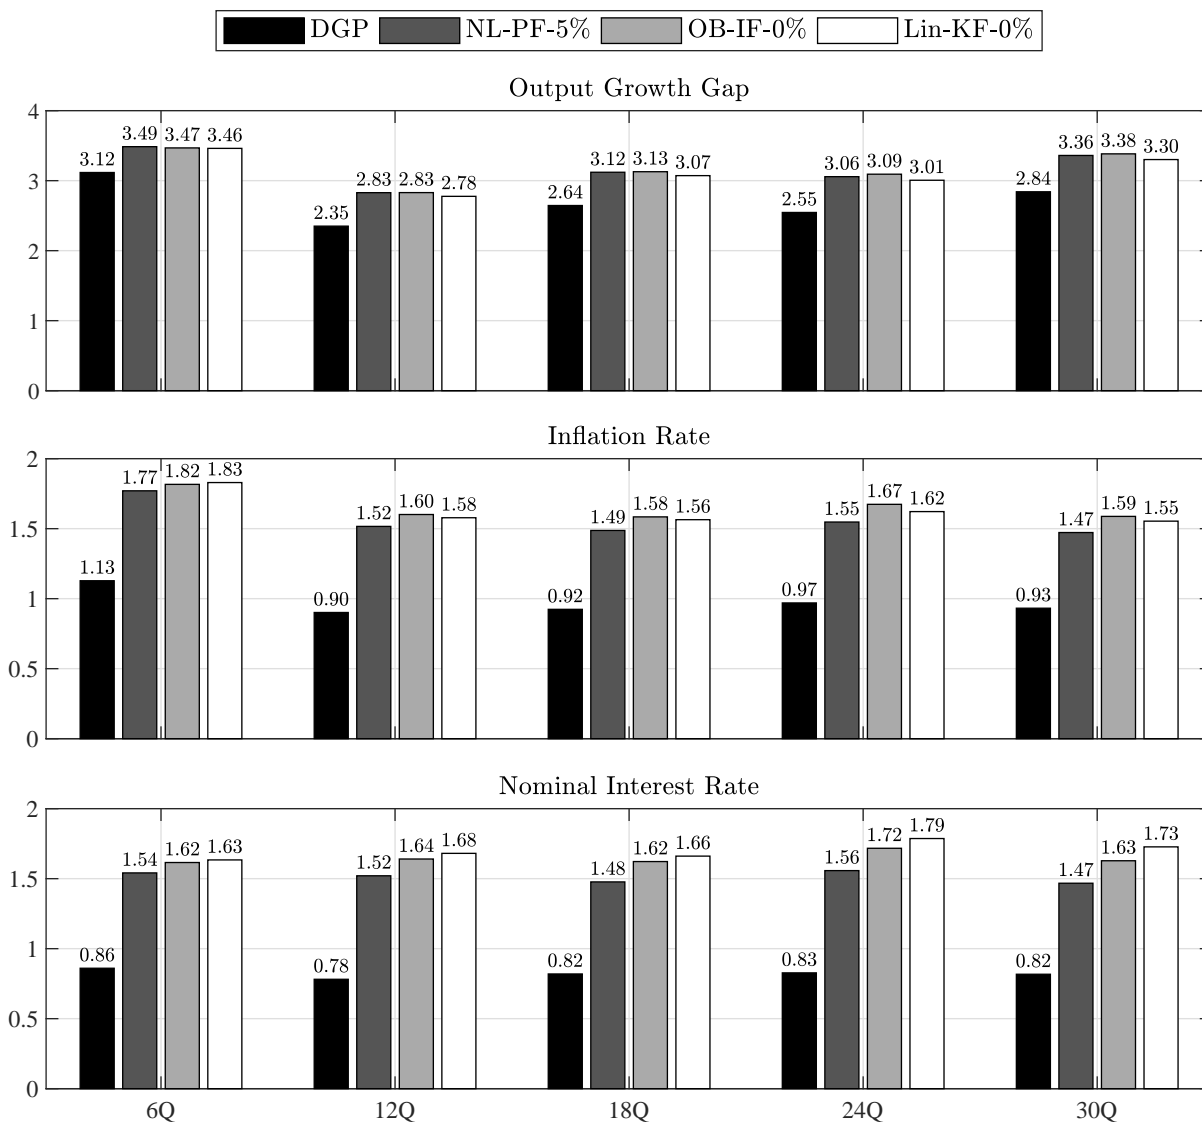 DGP NL-PF-5% OB-IF-0% Lin-KF-0%
Output Growth Gap
4
3
2
1
0
3.12 3.49 3.47 3.46
2.35 2.83 2.83 2.78
2.64 3.12 3.13 3.07
2.55 3.06 3.09 3.01
2.84 3.36 3.38 3.30
Inflation Rate
2
1.5
1
0.5
0
1.13 1.77 1.82 1.83
0.90 1.52 1.60 1.58
0.92 1.49 1.58 1.56
0.97 1.55 1.67 1.62
0.93 1.47 1.59 1.55
Nominal Interest Rate
2
1.5
1
0.5
0
0.86 1.54 1.62 1.63
0.78 1.52 1.64 1.68
0.82 1.48 1.62 1.66
0.83 1.56 1.72 1.79
0.82 1.47 1.63 1.73
6Q 12Q 18Q 24Q 30Q